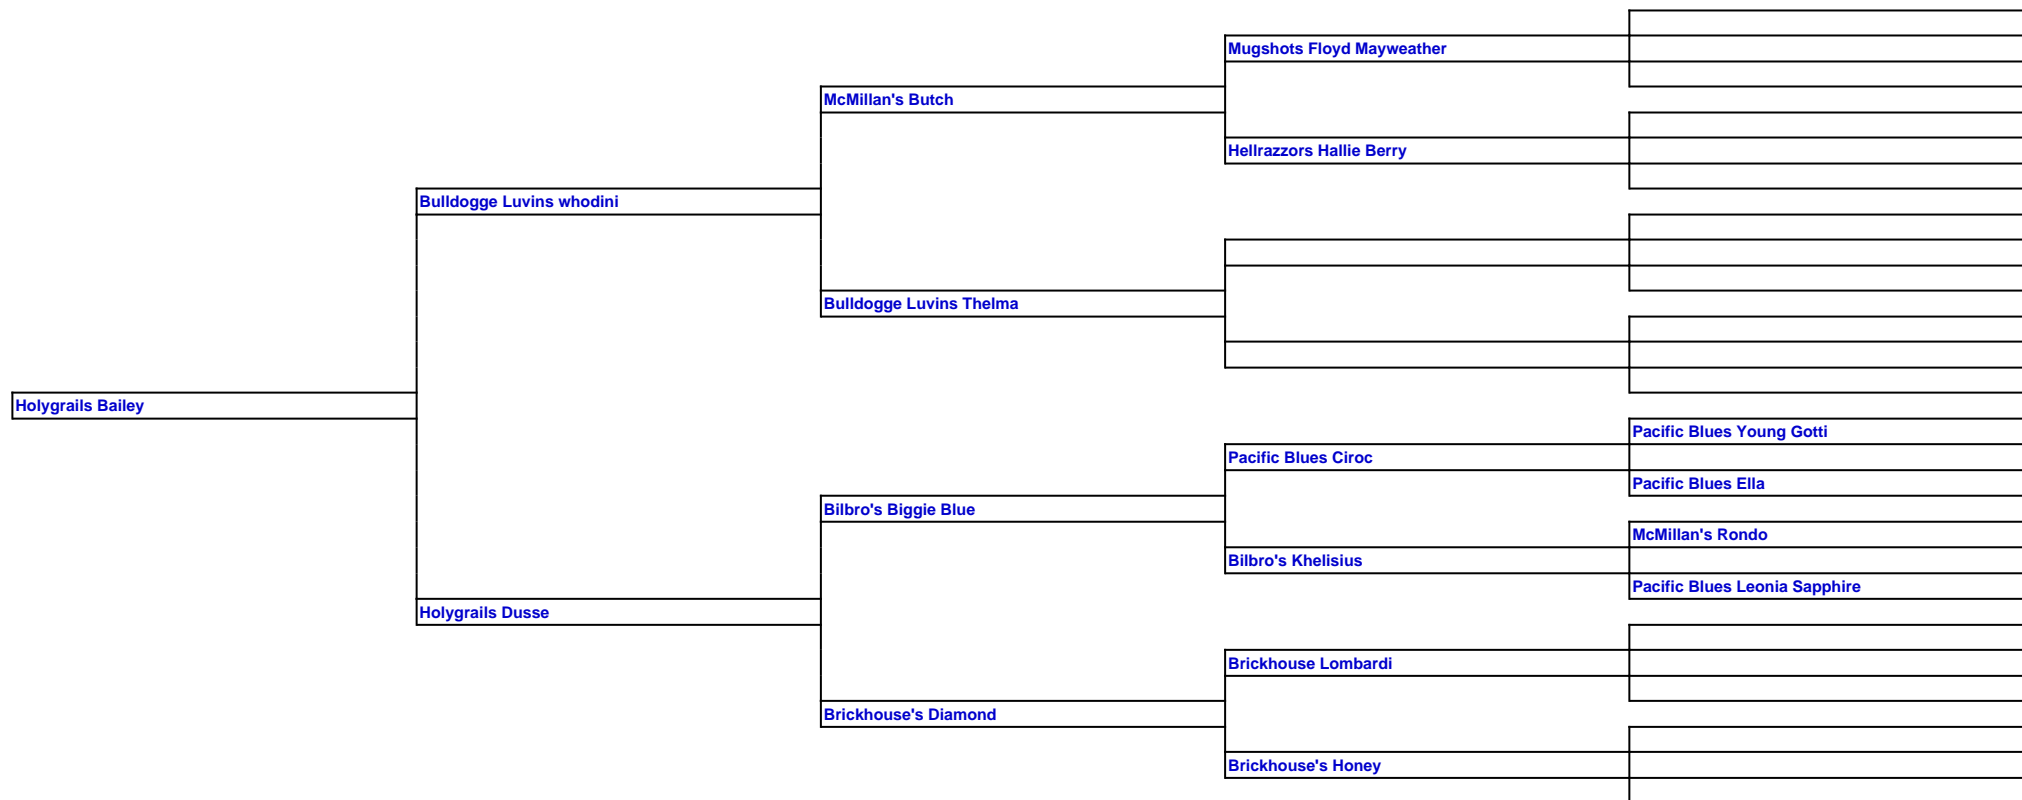 Mugshots Floyd Mayweather
McMillan's Butch
Hellrazzors Hallie Berry
Bulldogge Luvins whodini
Bulldogge Luvins Thelma
Holygrails Bailey
Pacific Blues Young Gotti
Pacific Blues Ciroc
Pacific Blues Ella
Bilbro's Biggie Blue
McMillan's Rondo
Bilbro's Khelisius
Pacific Blues Leonia Sapphire
Holygrails Dusse
Brickhouse Lombardi
Brickhouse's Diamond
Brickhouse's Honey